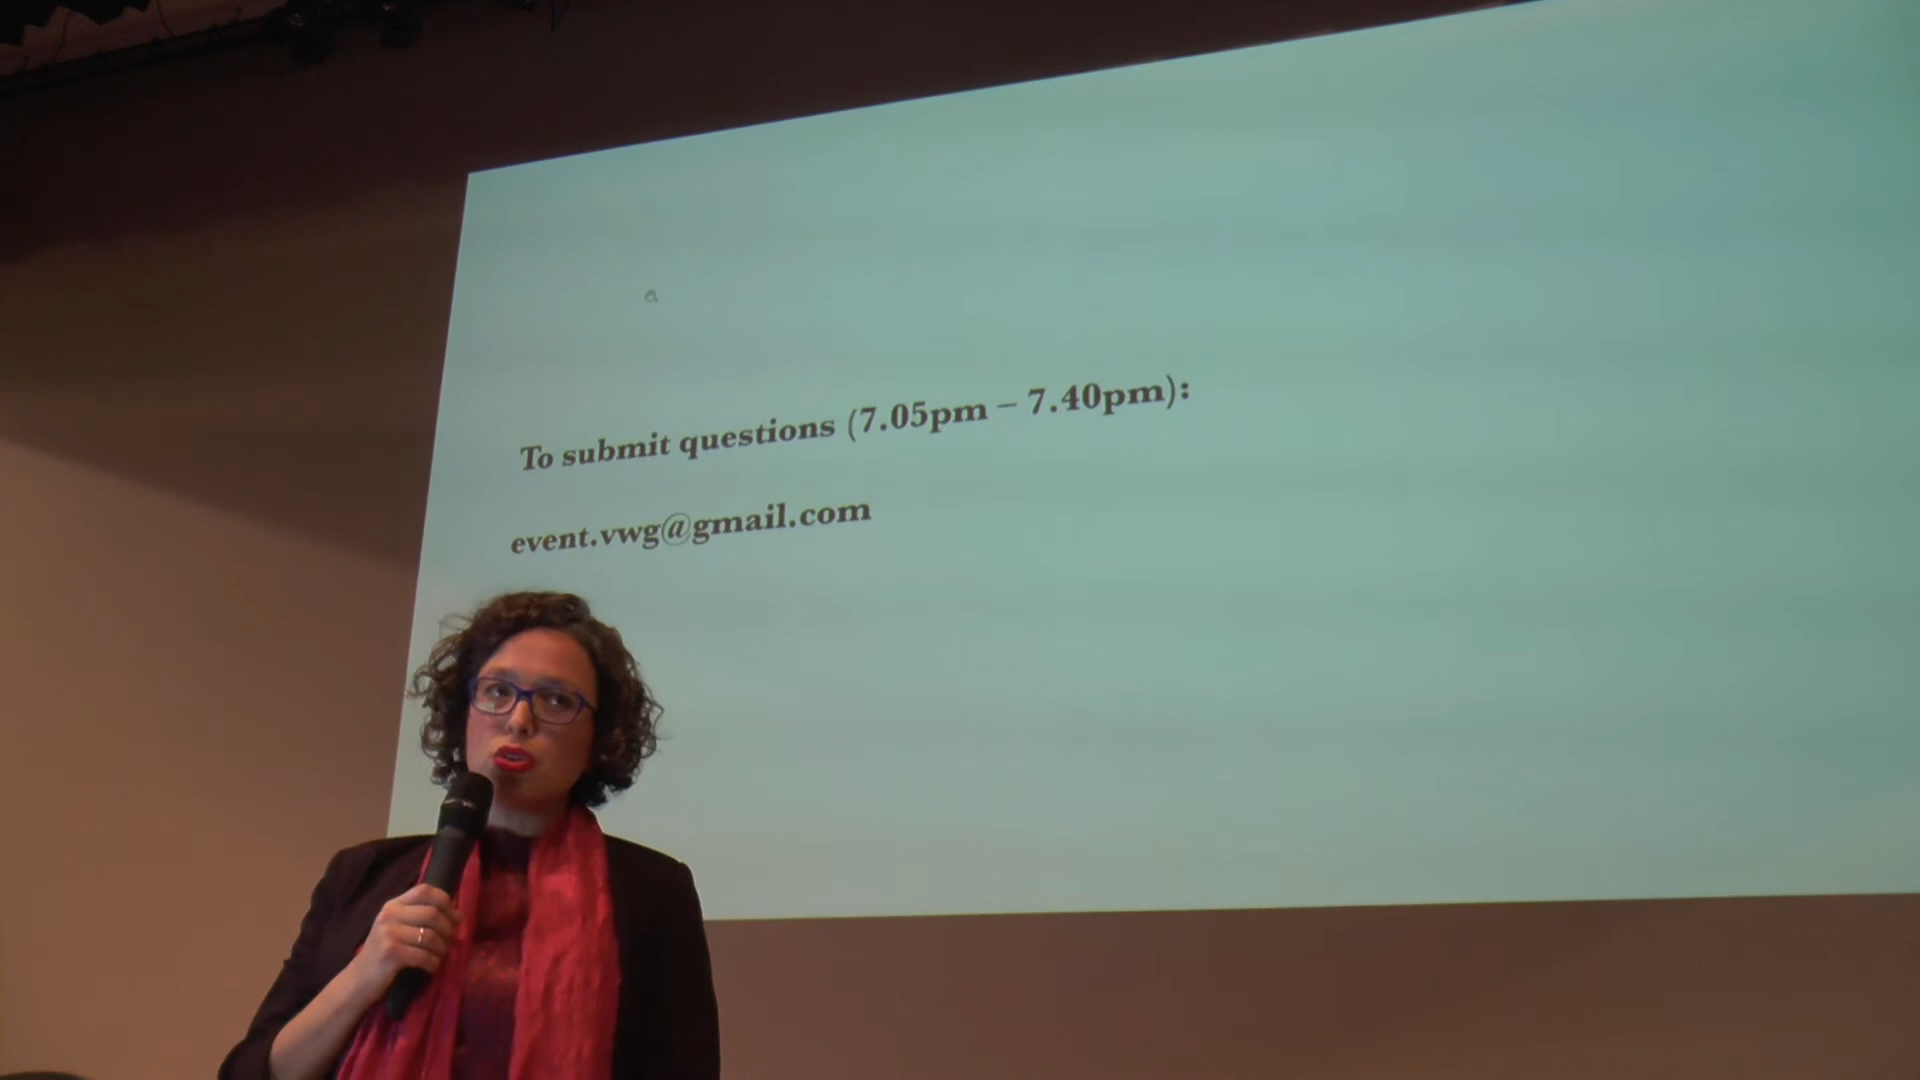 To submit questions (7.05pm – 7.40pm):
event.vwg@gmail.com